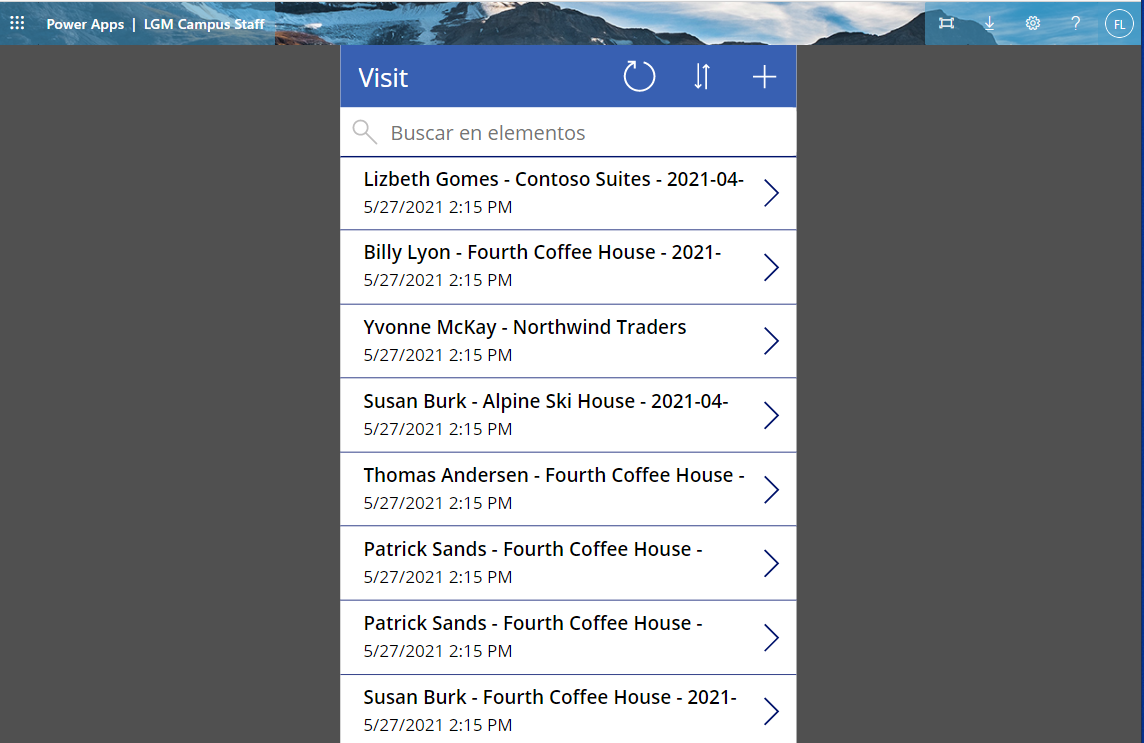 Power Apps | LGM Campus Staff
? FL
Visit
Buscar en elementos
Lizbeth Gomes - Contoso Suites - 2021-04-
5/27/2021 2:15 PM
Billy Lyon - Fourth Coffee House - 2021-
5/27/2021 2:15 PM
Yvonne McKay - Northwind Traders
5/27/2021 2:15 PM
Susan Burk - Alpine Ski House - 2021-04-
5/27/2021 2:15 PM
Thomas Andersen - Fourth Coffee House -
5/27/2021 2:15 PM
Patrick Sands - Fourth Coffee House -
5/27/2021 2:15 PM
Patrick Sands - Fourth Coffee House -
5/27/2021 2:15 PM
Susan Burk - Fourth Coffee House - 2021-
5/27/2021 2:15 PM